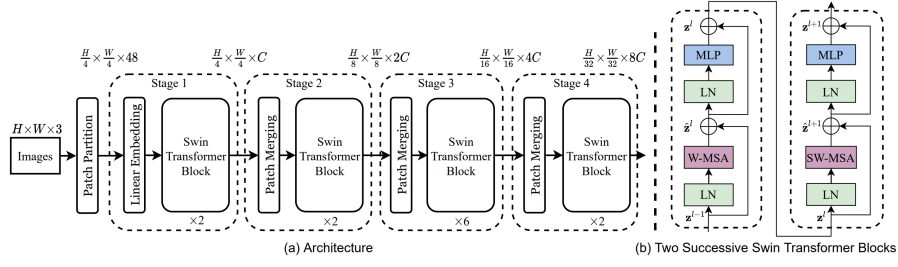 H/4 × W/4 × 48
H/4 × W/4 × C
H/8 × W/8 × 2C
H/16 × W/16 × 4C
H/32 × W/32 × 8C
Stage 1
Stage 2
Stage 3
Stage 4
H×W×3
Images
Patch Partition
Linear Embedding
Swin
Transformer
Block
×2
Patch Merging
Swin
Transformer
Block
×2
Patch Merging
Swin
Transformer
Block
×6
Patch Merging
Swin
Transformer
Block
×2
(a) Architecture
z^l
MLP
LN
ẑ^l
W-MSA
LN
z^{l-1}
z^{l+1}
MLP
LN
ẑ^{l+1}
SW-MSA
LN
z^l
(b) Two Successive Swin Transformer Blocks